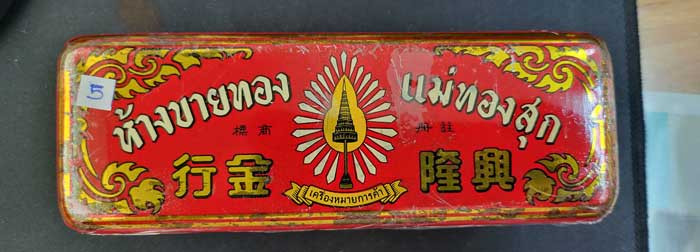 ห้างขายทอง แม่ทองสุก
5
標商 冊註
行金 隆興
เครื่องหมายการค้า